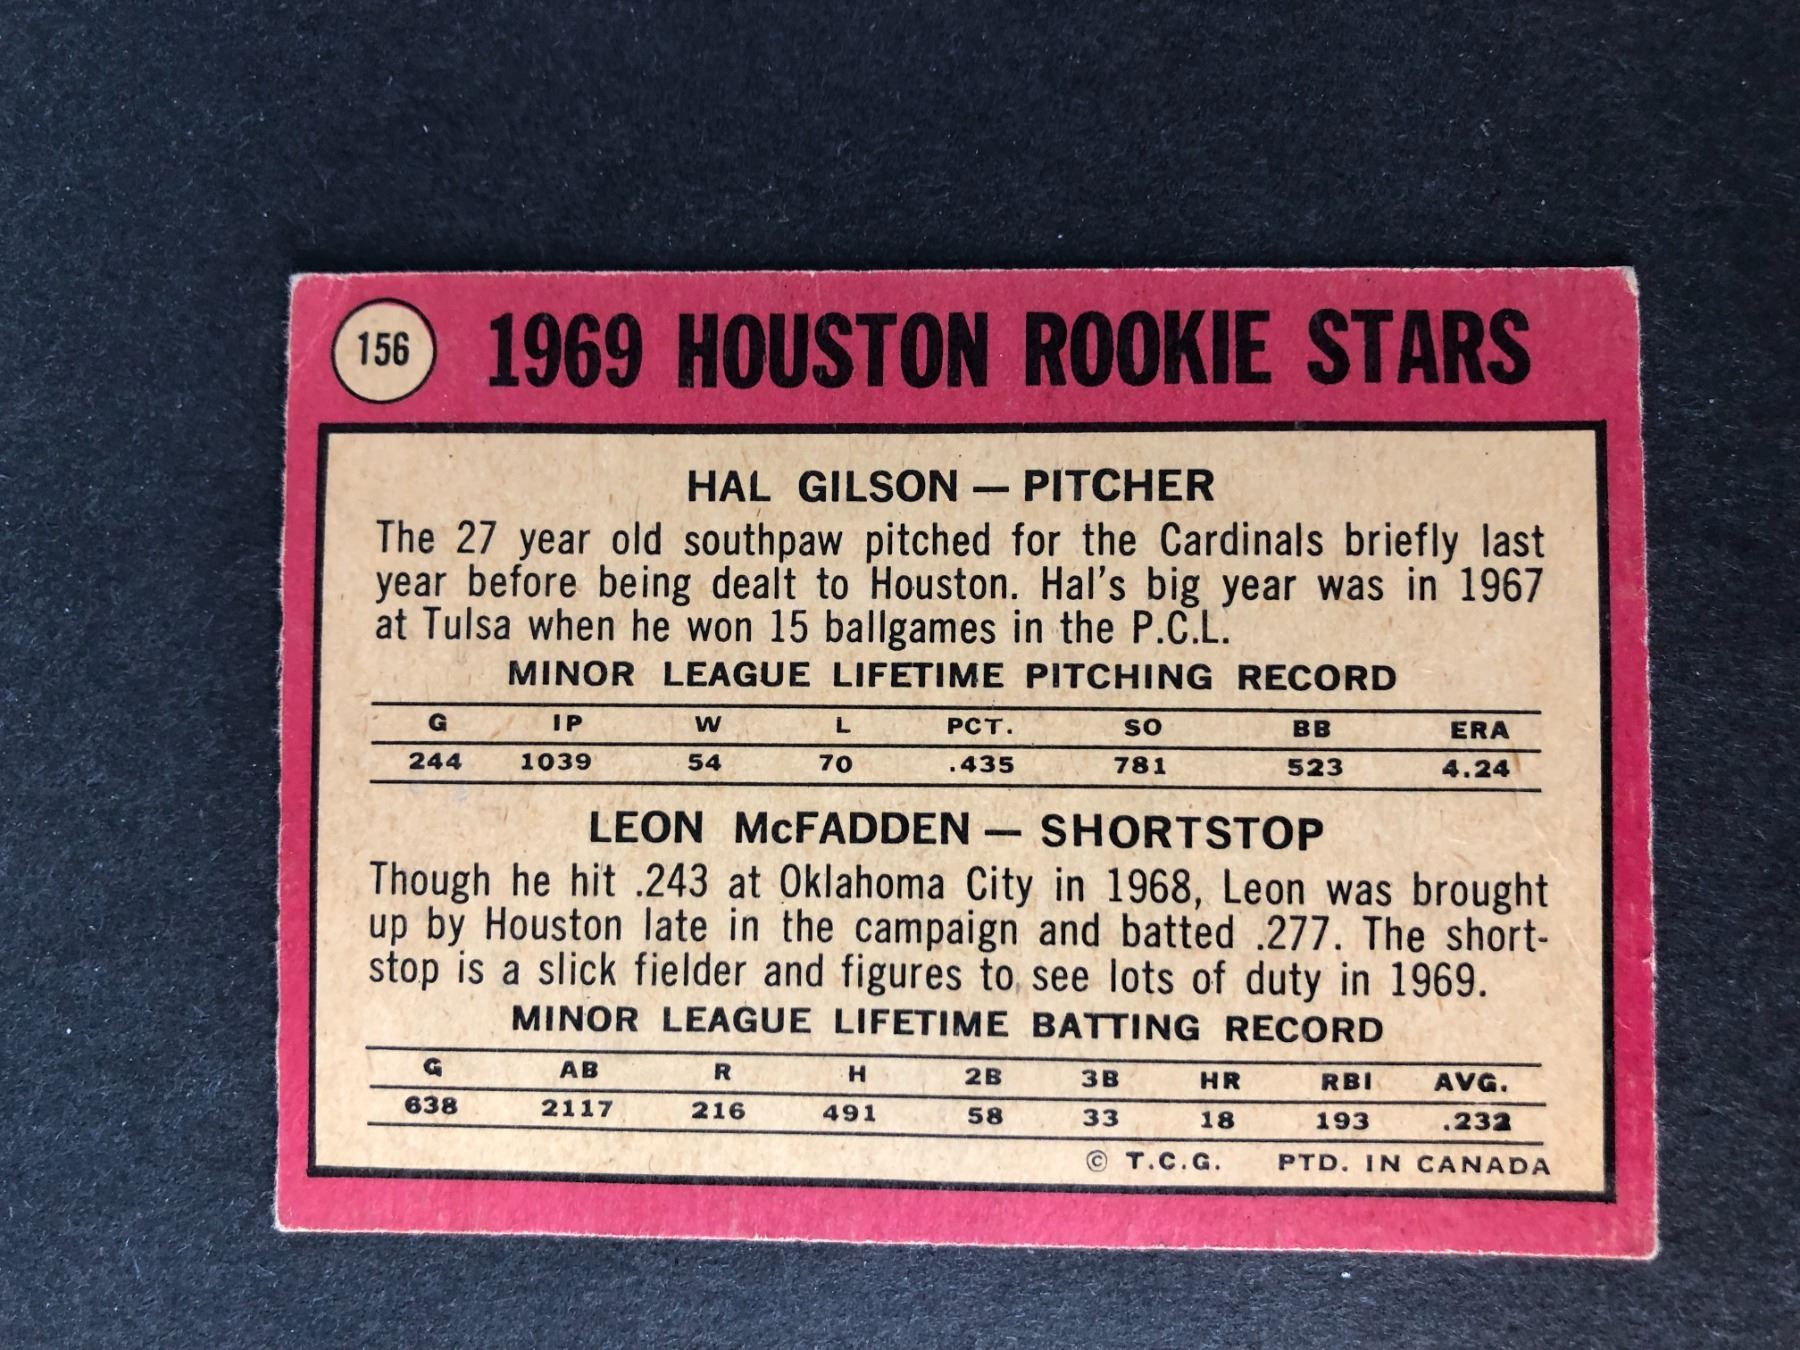 156
1969 HOUSTON ROOKIE STARS
HAL GILSON — PITCHER
The 27 year old southpaw pitched for the Cardinals briefly last
year before being dealt to Houston. Hal's big year was in 1967
at Tulsa when he won 15 ballgames in the P.C.L.
MINOR LEAGUE LIFETIME PITCHING RECORD
G IP W L PCT. SO BB ERA
244 1039 54 70 .435 781 523 4.24
LEON McFADDEN — SHORTSTOP
Though he hit .243 at Oklahoma City in 1968, Leon was brought
up by Houston late in the campaign and batted .277. The short-
stop is a slick fielder and figures to see lots of duty in 1969.
MINOR LEAGUE LIFETIME BATTING RECORD
G AB R H 2B 3B HR RBI AVG.
638 2117 216 491 58 33 18 193 .232
© T.C.G. PTD. IN CANADA